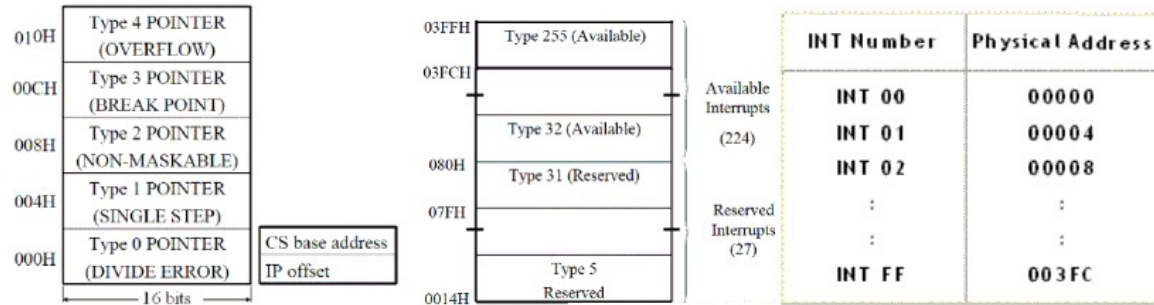 010H
Type 4 POINTER
(OVERFLOW)
00CH
Type 3 POINTER
(BREAK POINT)
008H
Type 2 POINTER
(NON-MASKABLE)
004H
Type 1 POINTER
(SINGLE STEP)
000H
Type 0 POINTER
(DIVIDE ERROR)
CS base address
IP offset
16 bits
03FFH
Type 255 (Available)
03FCH
Type 32 (Available)
080H
Type 31 (Reserved)
07FH
Type 5
Reserved
0014H
Available
Interrupts
(224)
Reserved
Interrupts
(27)
INT Number Physical Address
INT 00 00000
INT 01 00004
INT 02 00008
: :
: :
INT FF 003FC